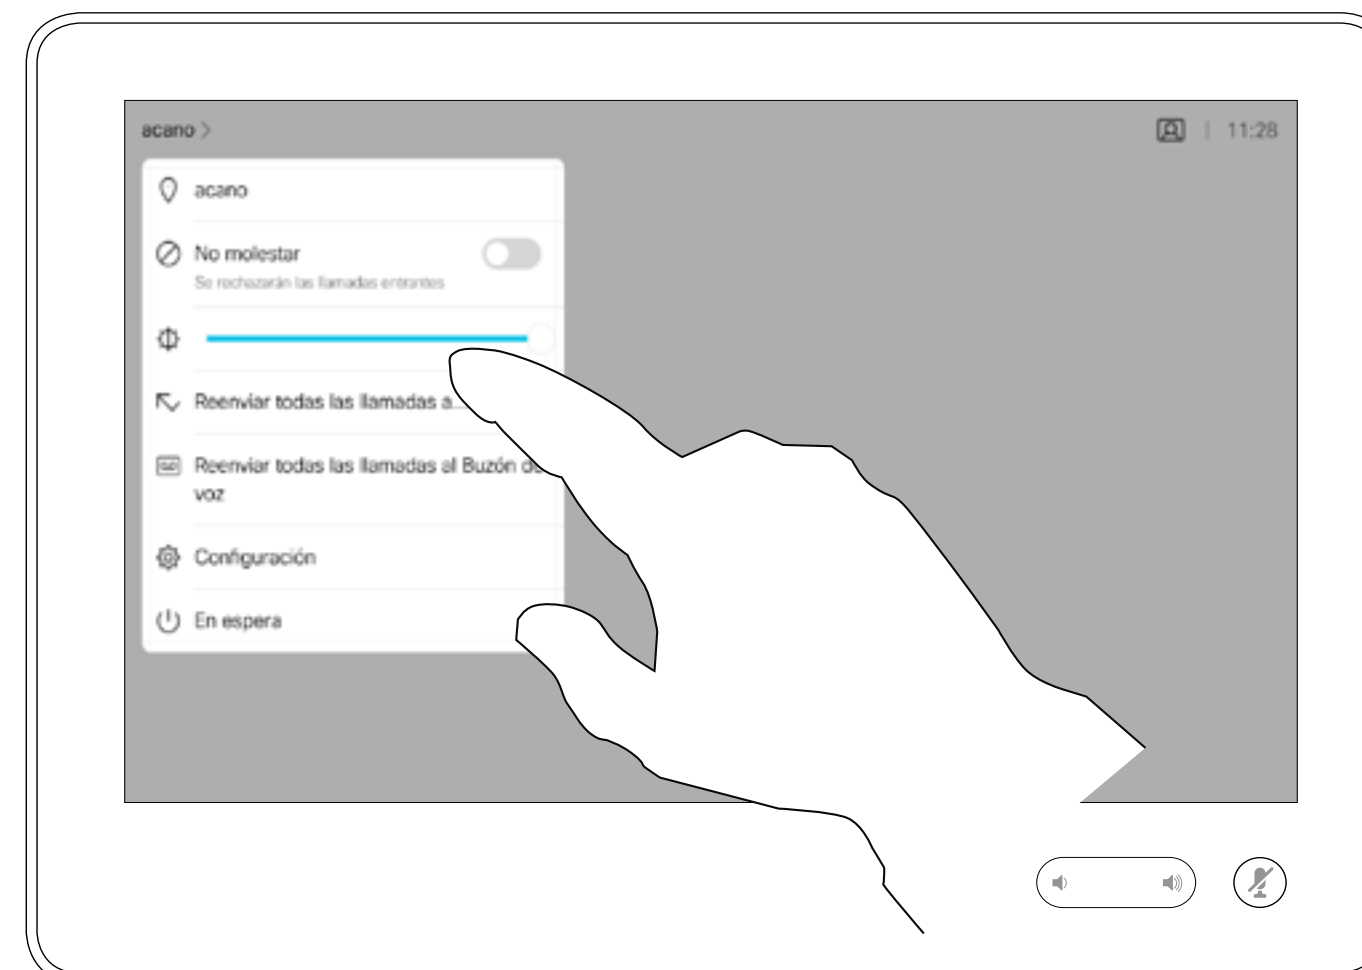 acano >
11:28
acano
No molestar
Se rechazarán las llamadas entrantes
Reenviar todas las llamadas a...
Reenviar todas las llamadas al Buzón de
voz
Configuración
En espera